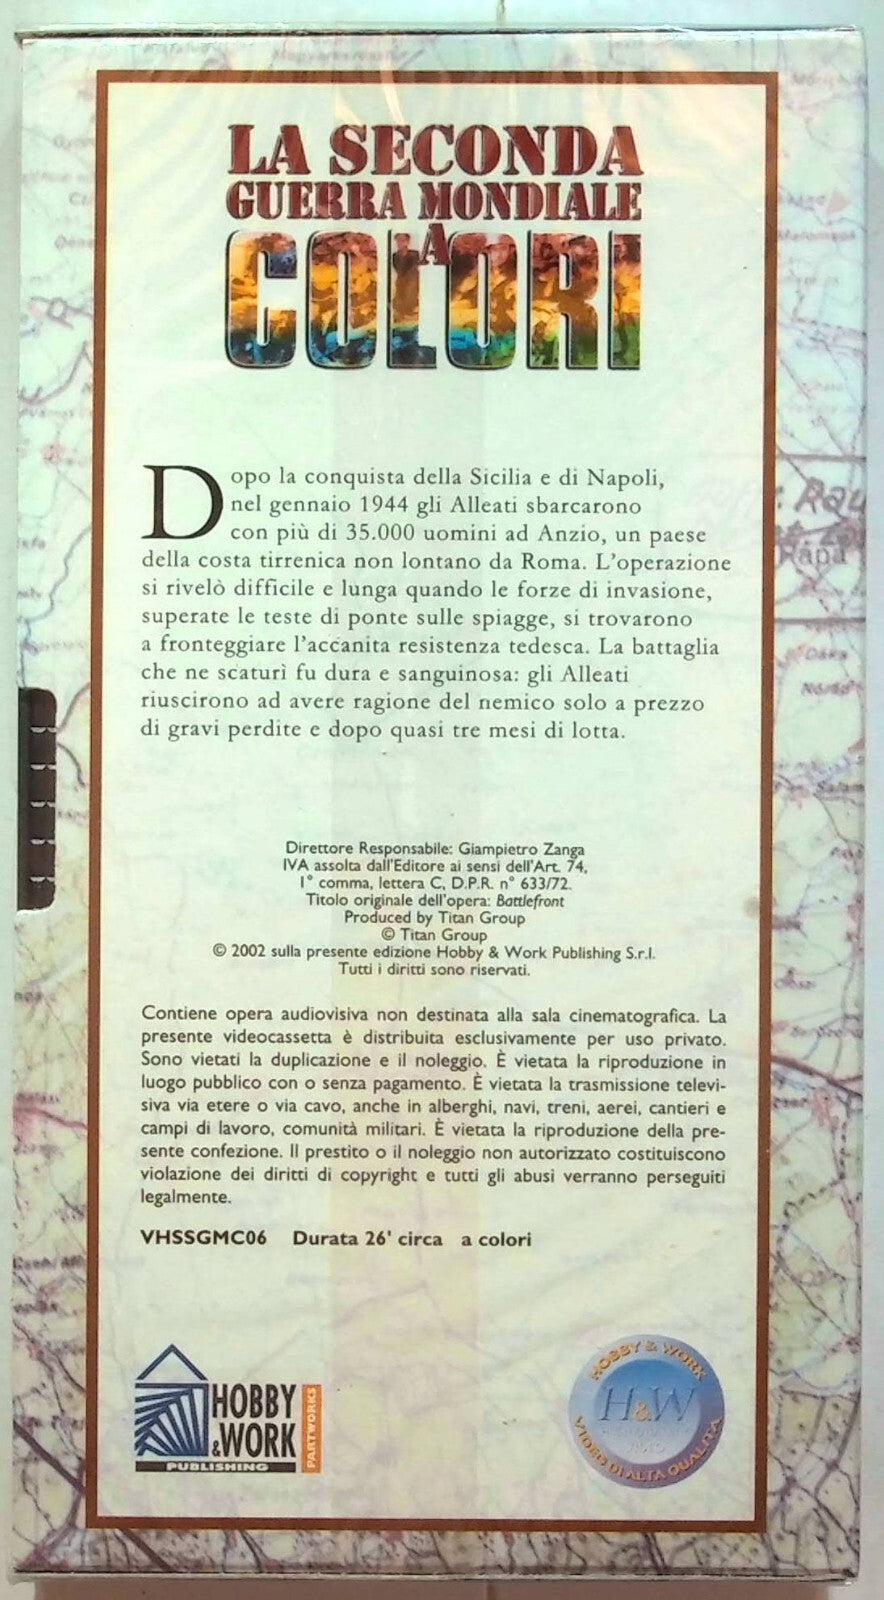 LA SECONDA
GUERRA MONDIALE
A
COLORI
Dopo la conquista della Sicilia e di Napoli,
nel gennaio 1944 gli Alleati sbarcarono
con più di 35.000 uomini ad Anzio, un paese
della costa tirrenica non lontano da Roma. L'operazione
si rivelò difficile e lunga quando le forze di invasione,
superate le teste di ponte sulle spiagge, si trovarono
a fronteggiare l'accanita resistenza tedesca. La battaglia
che ne scaturì fu dura e sanguinosa: gli Alleati
riuscirono ad avere ragione del nemico solo a prezzo
di gravi perdite e dopo quasi tre mesi di lotta.
Direttore Responsabile: Giampietro Zanga
IVA assolta dall'Editore ai sensi dell'Art. 74,
1° comma, lettera C, D.P.R. n° 633/72.
Titolo originale dell'opera: Battlefront
Produced by Titan Group
© Titan Group
© 2002 sulla presente edizione Hobby & Work Publishing S.r.l.
Tutti i diritti sono riservati.
Contiene opera audiovisiva non destinata alla sala cinematografica. La
presente videocassetta è distribuita esclusivamente per uso privato.
Sono vietati la duplicazione e il noleggio. È vietata la riproduzione in
luogo pubblico con o senza pagamento. È vietata la trasmissione televi-
siva via etere o via cavo, anche in alberghi, navi, treni, aerei, cantieri e
campi di lavoro, comunità militari. È vietata la riproduzione della pre-
sente confezione. Il prestito o il noleggio non autorizzato costituiscono
violazione dei diritti di copyright e tutti gli abusi verranno perseguiti
legalmente.
VHSSGMC06 Durata 26' circa a colori
HOBBY
&WORK
PUBLISHING
PARTWORKS
HOBBY & WORK
H&W
VIDEO DI ALTA QUALITÀ